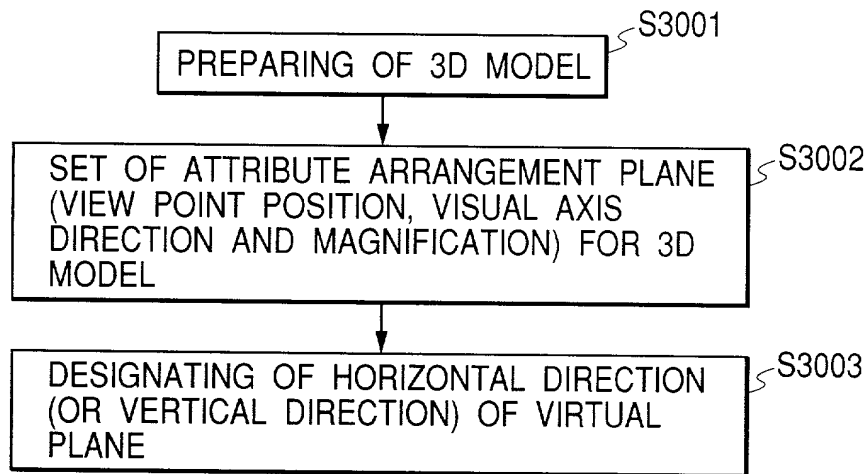 S3001
PREPARING OF 3D MODEL
S3002
SET OF ATTRIBUTE ARRANGEMENT PLANE
(VIEW POINT POSITION, VISUAL AXIS
DIRECTION AND MAGNIFICATION) FOR 3D
MODEL
S3003
DESIGNATING OF HORIZONTAL DIRECTION
(OR VERTICAL DIRECTION) OF VIRTUAL
PLANE